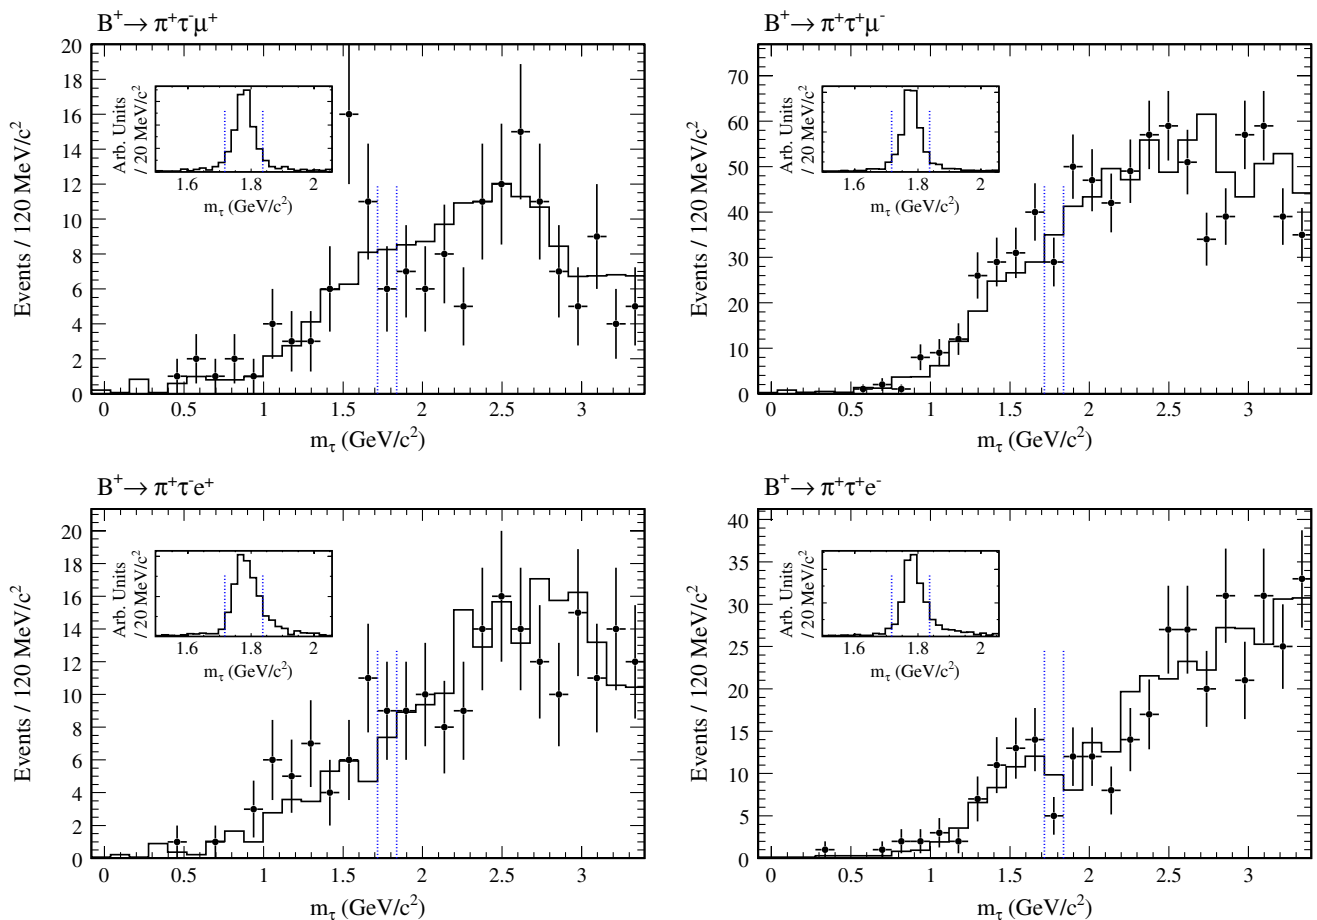 B⁺→ π⁺τ⁻μ⁺
Events / 120 MeV/c²
20
18
16
14
12
10
8
6
4
2
0
0 0.5 1 1.5 2 2.5 3
m_τ (GeV/c²)
Arb. Units
/ 20 MeV/c²
1.6 1.8 2
m_τ (GeV/c²)
B⁺→ π⁺τ⁺μ⁻
Events / 120 MeV/c²
70
60
50
40
30
20
10
0
0 0.5 1 1.5 2 2.5 3
m_τ (GeV/c²)
Arb. Units
/ 20 MeV/c²
1.6 1.8 2
m_τ (GeV/c²)
B⁺→ π⁺τ⁻e⁺
Events / 120 MeV/c²
20
18
16
14
12
10
8
6
4
2
0
0 0.5 1 1.5 2 2.5 3
m_τ (GeV/c²)
Arb. Units
/ 20 MeV/c²
1.6 1.8 2
m_τ (GeV/c²)
B⁺→ π⁺τ⁺e⁻
Events / 120 MeV/c²
40
35
30
25
20
15
10
5
0
0 0.5 1 1.5 2 2.5 3
m_τ (GeV/c²)
Arb. Units
/ 20 MeV/c²
1.6 1.8 2
m_τ (GeV/c²)